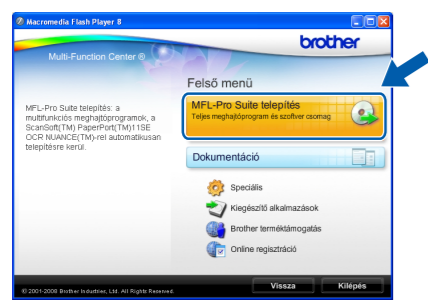 Macromedia Flash Player 8
brother
Multi-Function Center ®
Felső menü
MFL-Pro Suite telepítés
Teljes meghajtóprogram és szoftver csomag
MFL-Pro Suite telepítés: a
multifunkciós meghajtóprogramok, a
ScanSoft(TM) PaperPort(TM)11SE
OCR NUANCE(TM)-rel automatikusan
telepítésre kerül.
Dokumentáció
Speciális
Kiegészítő alkalmazások
Brother terméktámogatás
Online regisztráció
© 2001-2008 Brother Industries, Ltd. All Rights Reserved.
Vissza
Kilépés